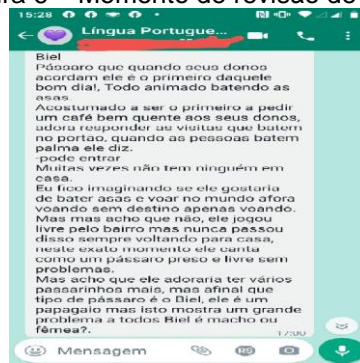 15:28
Língua Portugue...
Biel
Pássaro que quando seus donos
acordam ele é o primeiro daquele
bom dia!, Todo animado batendo as
asas.
Acostumado a ser o primeiro a pedir
um café bem quente aos seus donos,
adora responder as visitas que batem
no portao, quando as pessoas batem
palma ele diz.
-pode entrar
Muitas vezes não tem ninguém em
casa.
Eu fico imaginando se ele gostaria
de bater asas e voar no mundo afora
voando sem destino apenas voando.
Mas mas acho que não, ele jogou
livre pelo bairro mas nunca passou
disso sempre voltando para casa,
neste exato momento ele canta
como um pássaro preso e livre sem
problemas.
Mas acho que ele adoraria ter vários
passarinhos mais, mas afinal que
tipo de pássaro é o Biel, ele é um
papagaio mas isto mostra um grande
problema a todos Biel é macho ou
fêmea?.
17:00
Mensagem